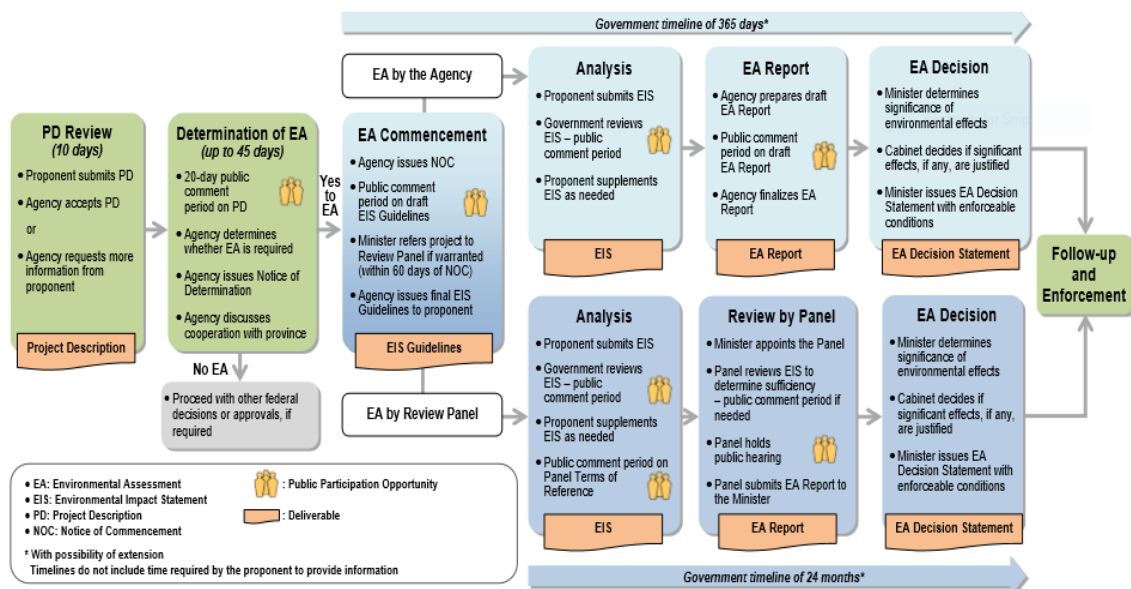 Government timeline of 365 days*
PD Review
(10 days)
• Proponent submits PD
• Agency accepts PD
or
• Agency requests more
information from
proponent
Project Description
Determination of EA
(up to 45 days)
• 20-day public
comment
period on PD
• Agency determines
whether EA is required
• Agency issues Notice of
Determination
• Agency discusses
cooperation with province
No EA
• Proceed with other federal
decisions or approvals, if
required
Yes
to
EA
EA by the Agency
EA Commencement
• Agency issues NOC
• Public comment
period on draft
EIS Guidelines
• Minister refers project to
Review Panel if warranted
(within 60 days of NOC)
• Agency issues final EIS
Guidelines to proponent
EIS Guidelines
EA by Review Panel
Analysis
• Proponent submits EIS
• Government reviews
EIS – public
comment period
• Proponent supplements
EIS as needed
EIS
EA Report
• Agency prepares draft
EA Report
• Public comment
period on draft
EA Report
• Agency finalizes EA
Report
EA Report
EA Decision
• Minister determines
significance of
environmental effects
• Cabinet decides if significant
effects, if any, are justified
• Minister issues EA Decision
Statement with enforceable
conditions
EA Decision Statement
Analysis
• Proponent submits EIS
• Government reviews
EIS – public
comment period
• Proponent supplements
EIS as needed
• Public comment period on
Panel Terms of
Reference
EIS
Review by Panel
• Minister appoints the Panel
• Panel reviews EIS to
determine sufficiency
– public comment period if
needed
• Panel holds
public hearing
• Panel submits EA Report to
the Minister
EA Report
EA Decision
• Minister determines
significance of
environmental effects
• Cabinet decides if
significant effects, if any,
are justified
• Minister issues EA
Decision Statement with
enforceable conditions
EA Decision Statement
Follow-up
and
Enforcement
Government timeline of 24 months*
• EA: Environmental Assessment
• EIS: Environmental Impact Statement
• PD: Project Description
• NOC: Notice of Commencement
: Public Participation Opportunity
: Deliverable
* With possibility of extension
Timelines do not include time required by the proponent to provide information